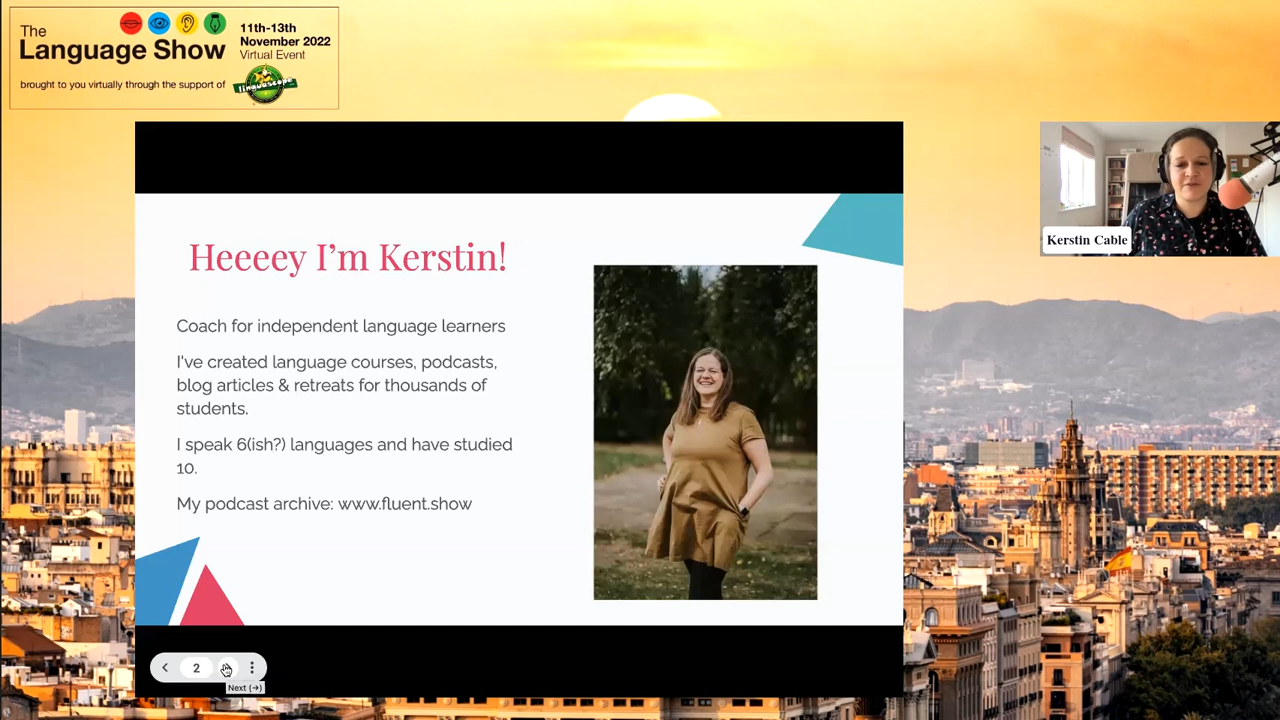 The
Language Show
11th-13th
November 2022
Virtual Event
brought to you virtually through the support of
linguascope
Heeeey I'm Kerstin!
Coach for independent language learners
I've created language courses, podcasts,
blog articles & retreats for thousands of
students.
I speak 6(ish?) languages and have studied
10.
My podcast archive: www.fluent.show
Kerstin Cable
2
Next (→)